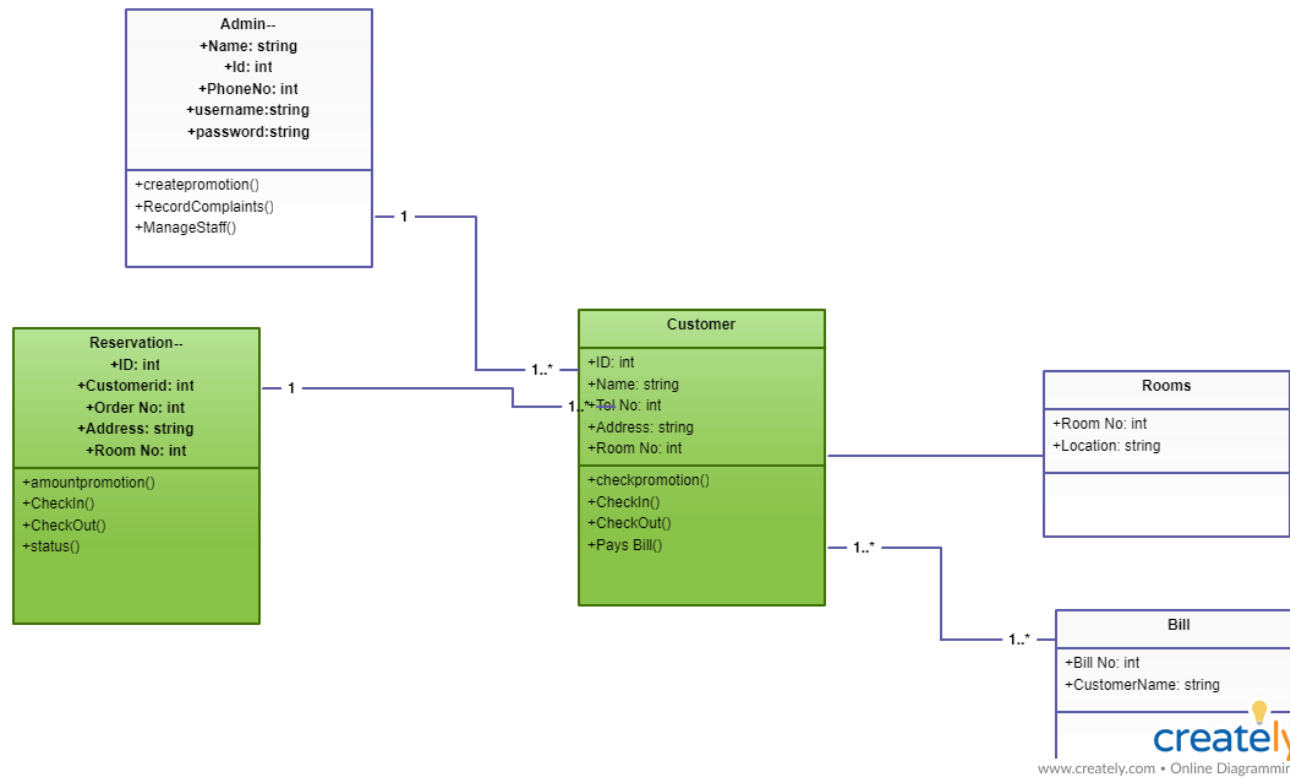 Admin--
+Name: string
+Id: int
+PhoneNo: int
+username:string
+password:string
+createpromotion()
+RecordComplaints()
+ManageStaff()
1
1..*
Reservation--
+ID: int
+Customerid: int
+Order No: int
+Address: string
+Room No: int
+amountpromotion()
+CheckIn()
+CheckOut()
+status()
1
1..*
Customer
+ID: int
+Name: string
+Tel No: int
+Address: string
+Room No: int
+checkpromotion()
+CheckIn()
+CheckOut()
+Pays Bill()
Rooms
+Room No: int
+Location: string
1..*
1..*
Bill
+Bill No: int
+CustomerName: string
creately
www.creately.com • Online Diagrammin